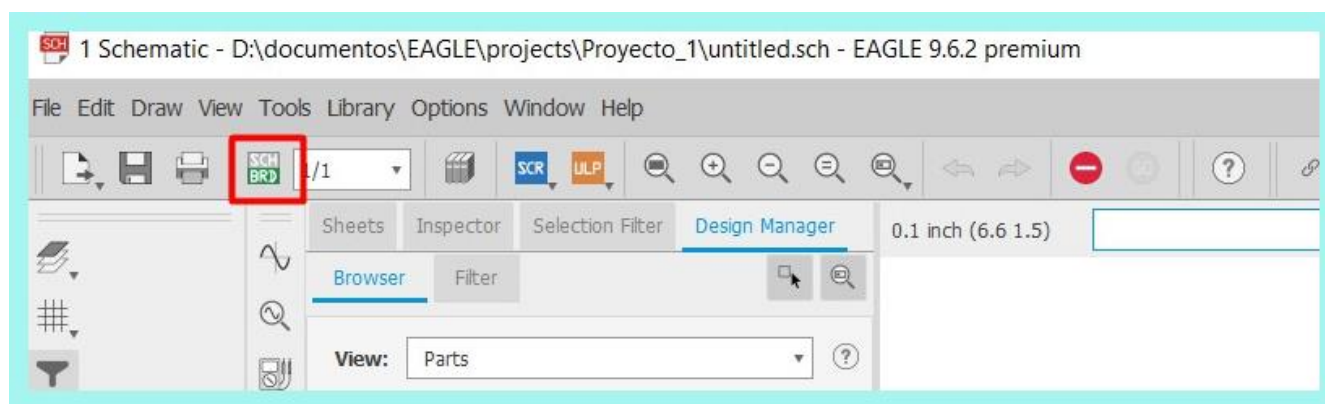 SCH 1 Schematic - D:\documentos\EAGLE\projects\Proyecto_1\untitled.sch - EAGLE 9.6.2 premium
File Edit Draw View Tools Library Options Window Help
SCH
BRD
/1
SCR
ULP
?
Sheets Inspector Selection Filter Design Manager
0.1 inch (6.6 1.5)
Browser Filter
View: Parts
?